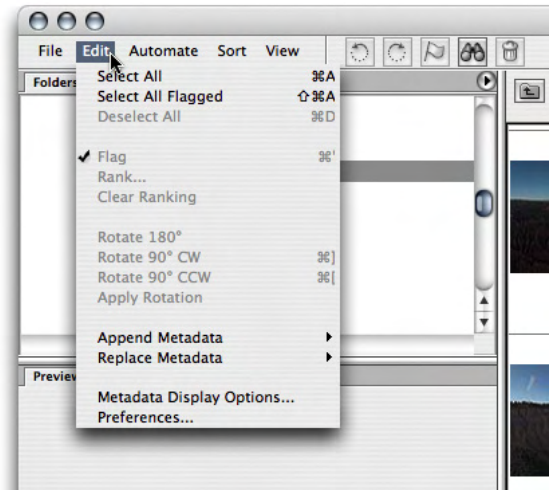 File Edit Automate Sort View
Folders
Select All ⌘A
Select All Flagged ⇧⌘A
Deselect All ⌘D
✓ Flag ⌘'
Rank...
Clear Ranking
Rotate 180°
Rotate 90° CW ⌘]
Rotate 90° CCW ⌘[
Apply Rotation
Append Metadata
Replace Metadata
Preview
Metadata Display Options...
Preferences...